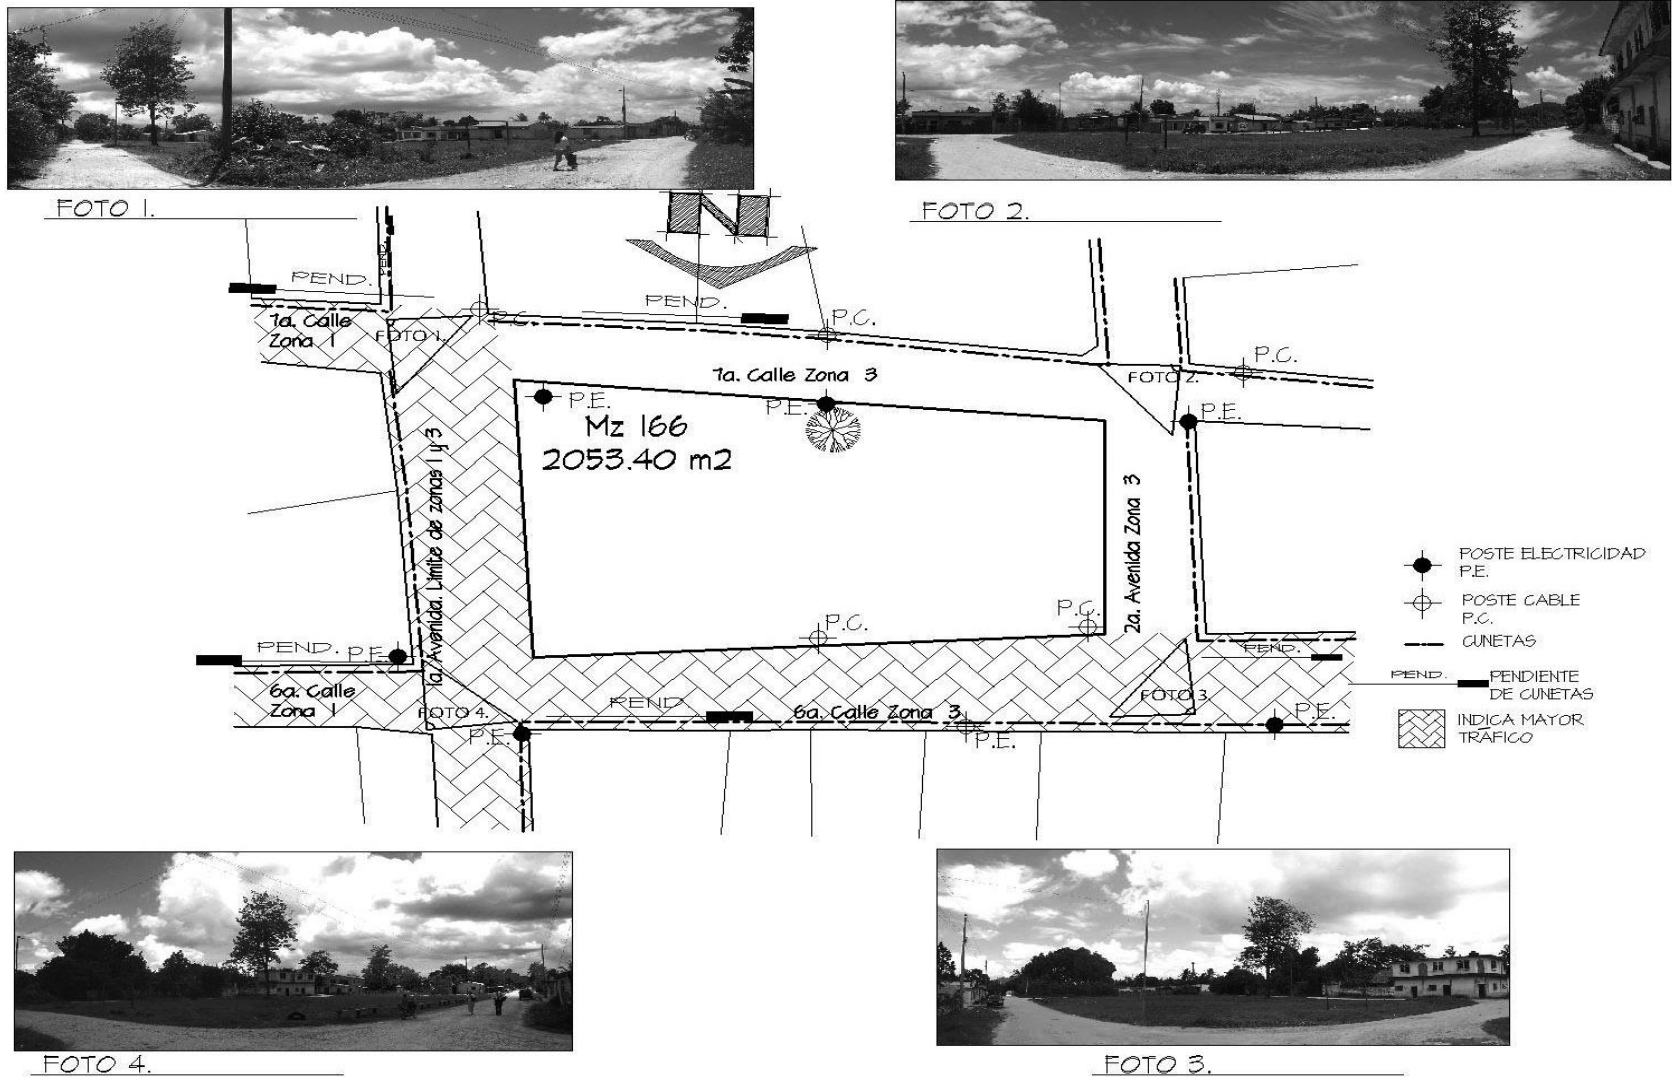 FOTO 1.
FOTO 2.
N
PEND.
PEND.
PEND.
P.C.
P.C.
P.C.
7a. Calle
Zona 1
FOTO 1.
7a. Calle Zona 3
FOTO 2.
P.E.
P.E.
P.E.
Mz 166
2053.40 m2
1a. Avenida. Limite de zonas 1 y 3
2a. Avenida Zona 3
P.C.
P.C.
PEND.
P.E.
PEND.
6a. Calle
Zona 1
FOTO 4.
PEND
6a. Calle Zona 3
FOTO 3.
P.E.
P.E.
P.E.
POSTE ELECTRICIDAD
P.E.
POSTE CABLE
P.C.
CUNETAS
PEND.
PENDIENTE
DE CUNETAS
INDICA MAYOR
TRAFICO
FOTO 4.
FOTO 3.